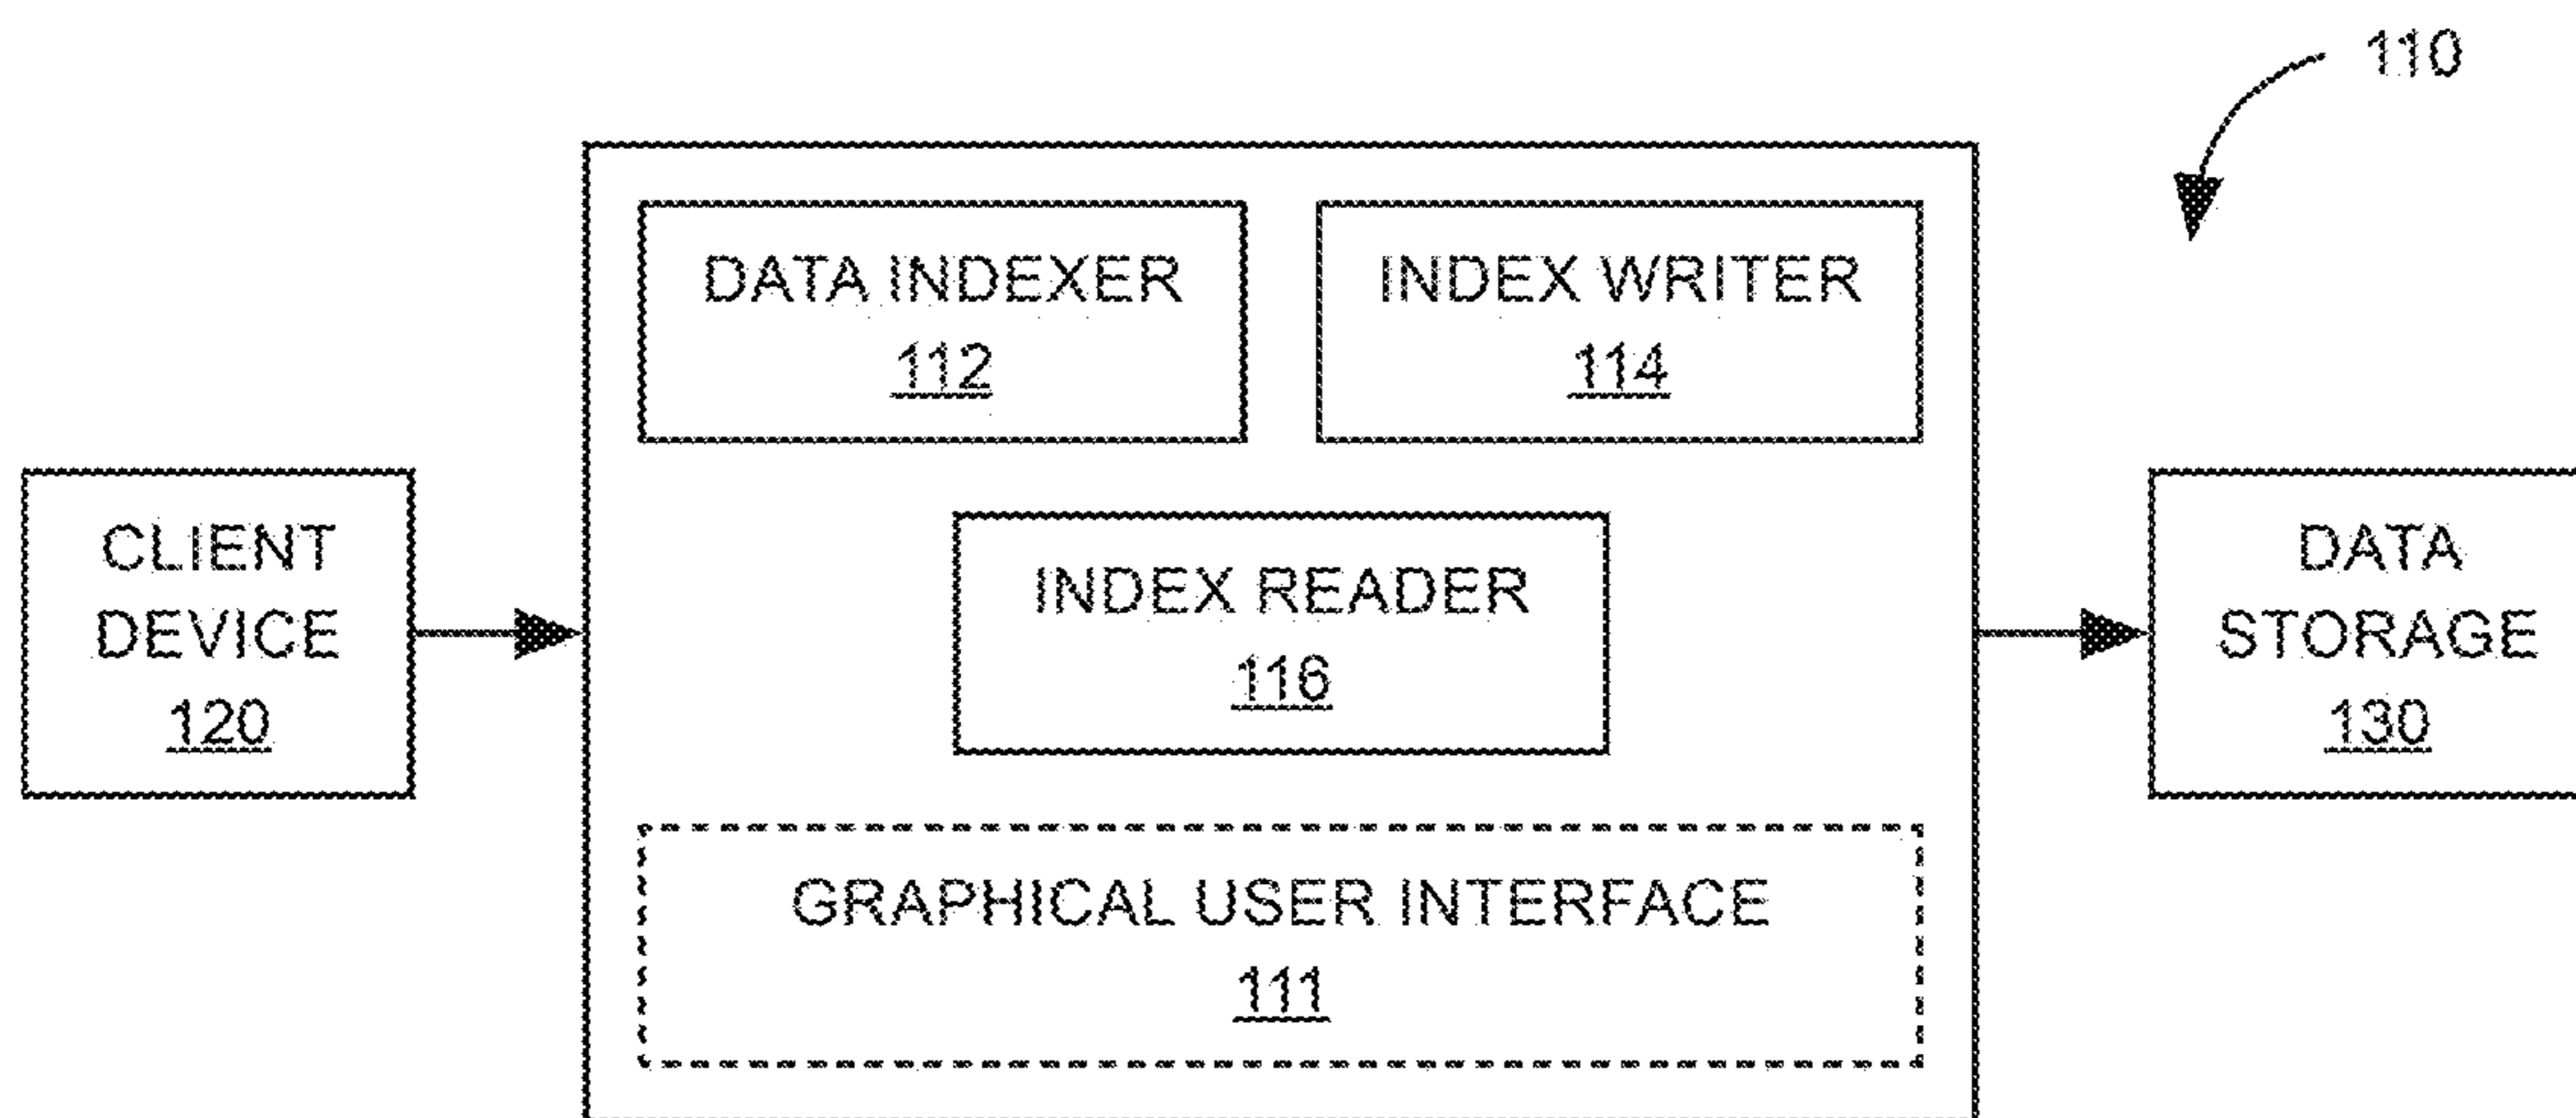 110
DATA INDEXER
112
INDEX WRITER
114
CLIENT
DEVICE
120
INDEX READER
116
DATA
STORAGE
130
GRAPHICAL USER INTERFACE
111